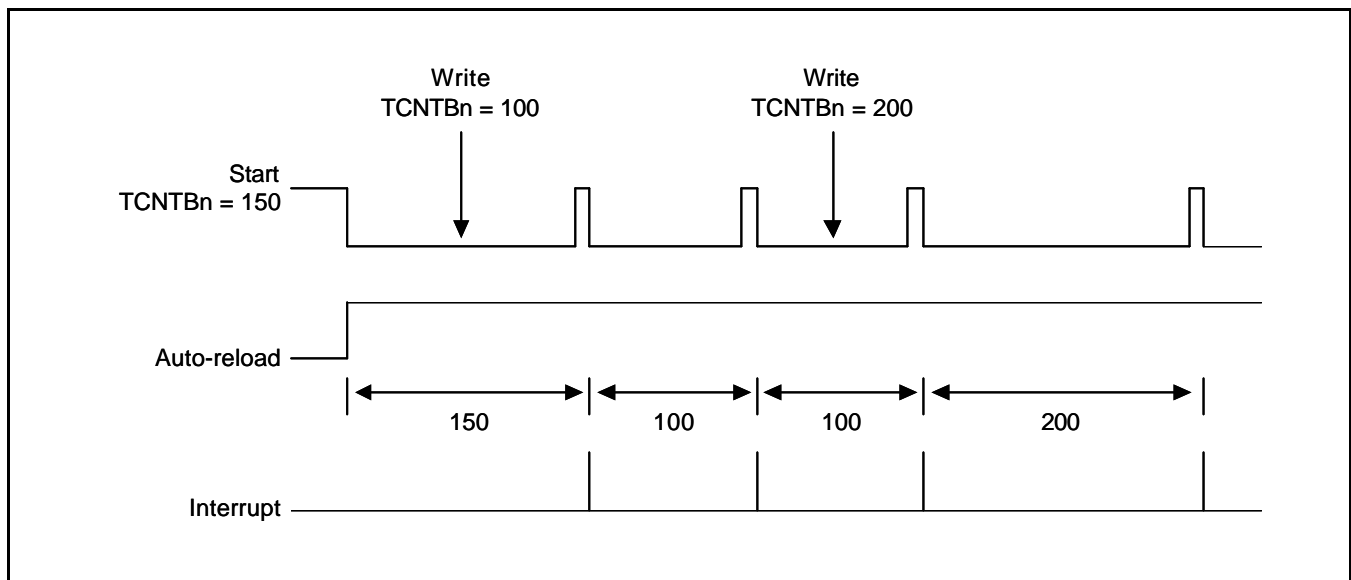 Write
TCNTBn = 100
Write
TCNTBn = 200
Start
TCNTBn = 150
Auto-reload
150
100
100
200
Interrupt